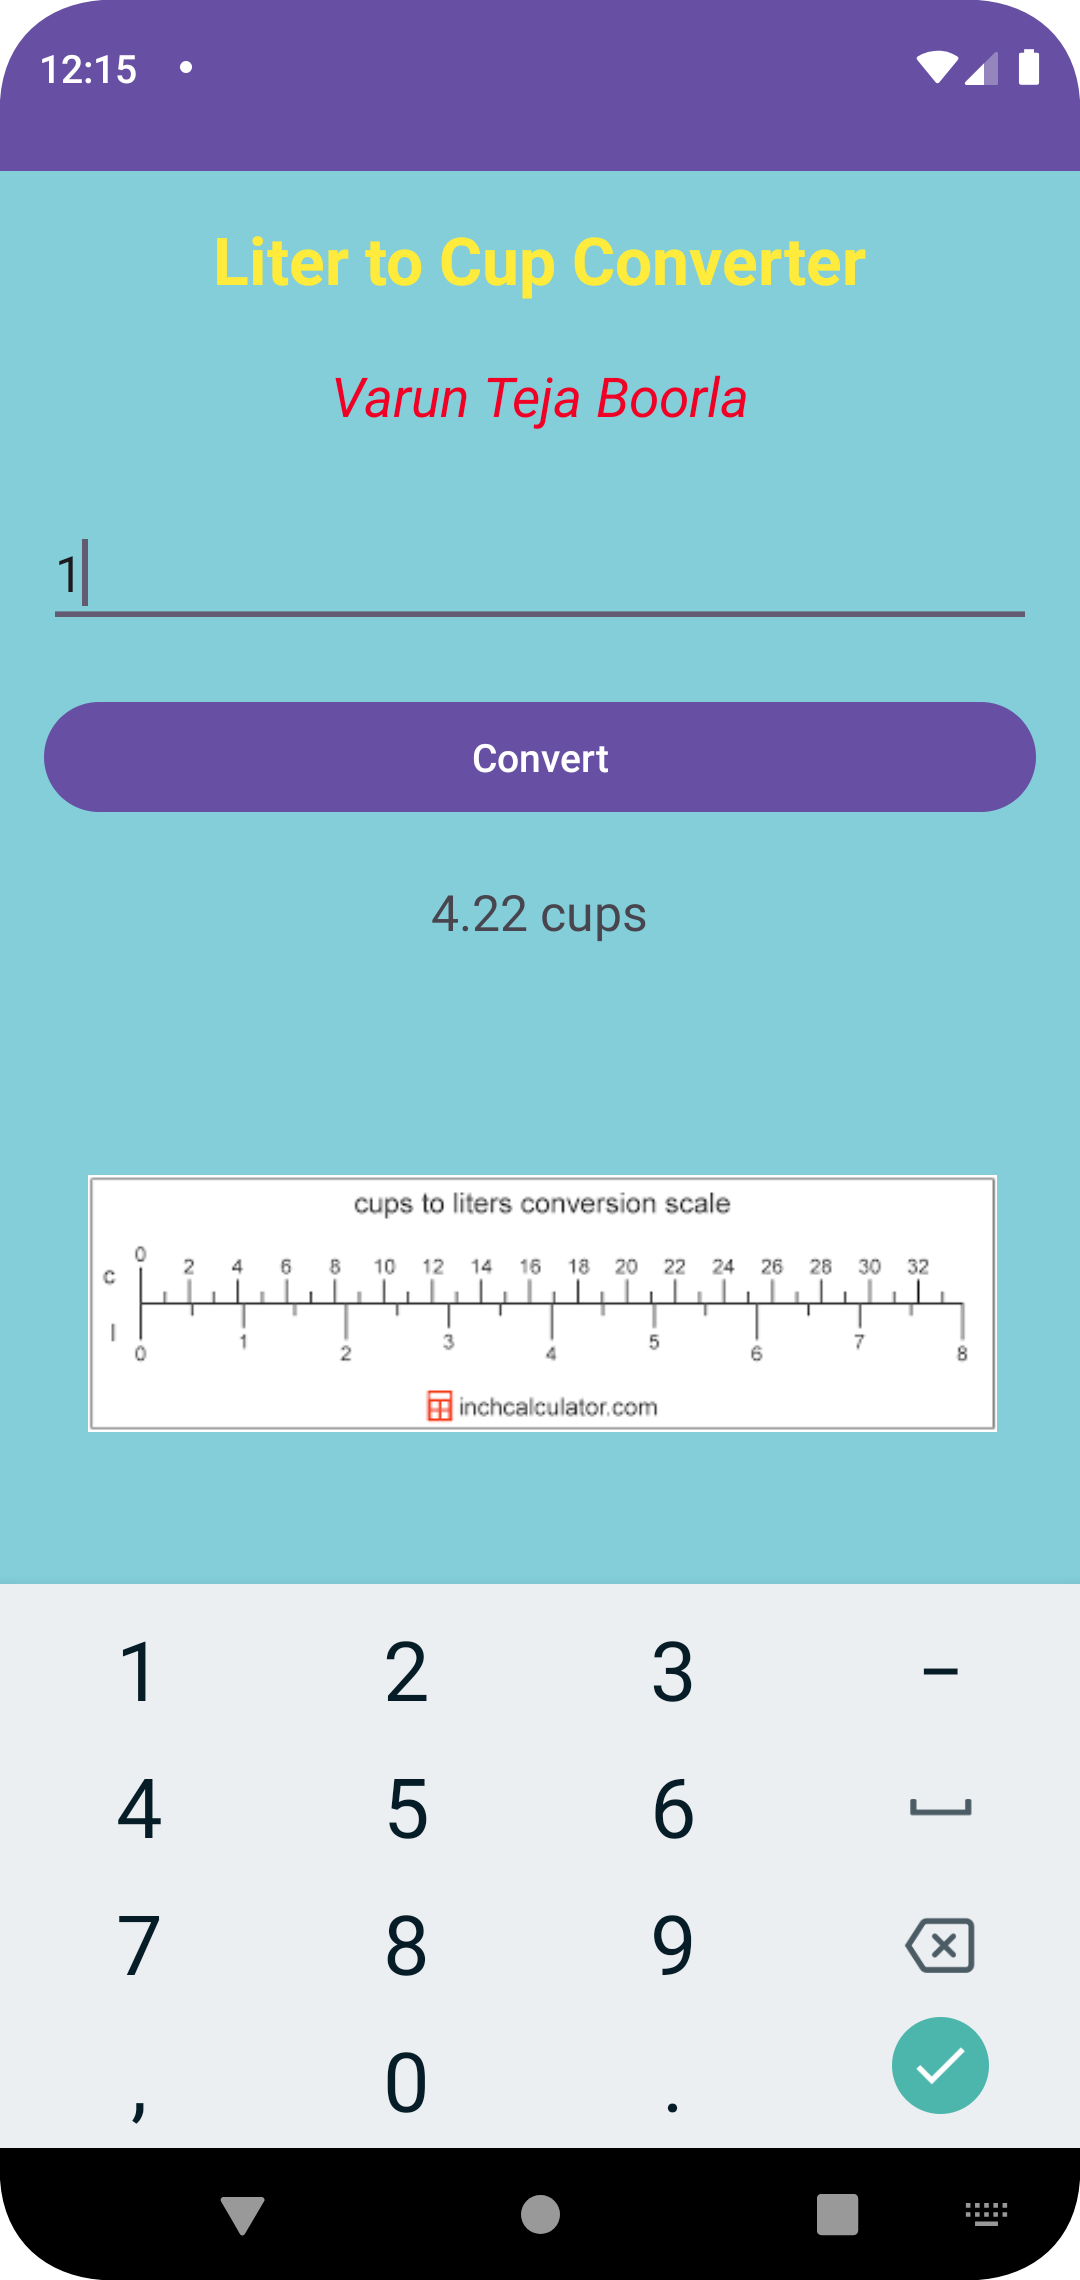 12:15
Liter to Cup Converter
Varun Teja Boorla
1
Convert
4.22 cups
cups to liters conversion scale
c 0 2 4 6 8 10 12 14 16 18 20 22 24 26 28 30 32
l 0 1 2 3 4 5 6 7 8
inchcalculator.com
1 2 3 –
4 5 6
7 8 9
, 0 .